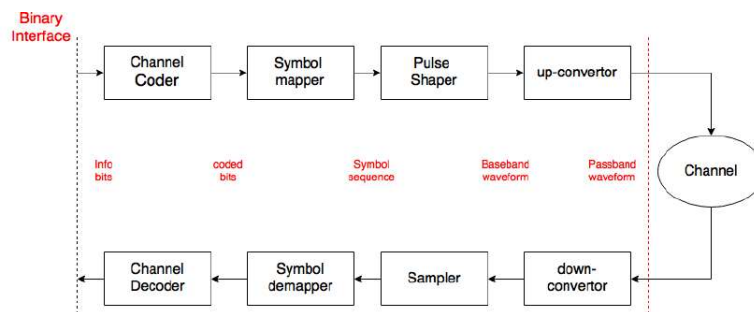 Binary
Interface
Channel
Coder
Symbol
mapper
Pulse
Shaper
up-convertor
Info
bits
coded
bits
Symbol
sequence
Baseband
waveform
Passband
waveform
Channel
Channel
Decoder
Symbol
demapper
Sampler
down-
convertor